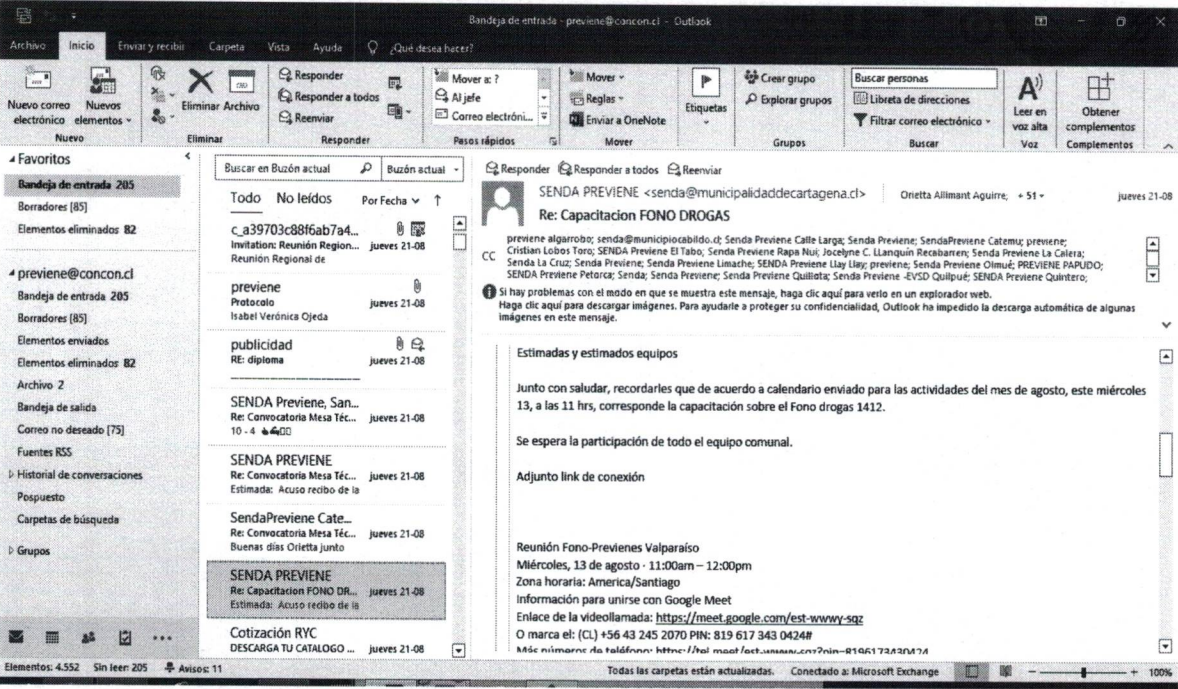 Bandeja de entrada - previene@concon.cl - Outlook
Archivo Inicio Enviar y recibir Carpeta Vista Ayuda ¿Qué desea hacer?
Nuevo correo electrónico
Nuevos elementos
Nuevo
Eliminar Archivo
Eliminar
Responder
Responder a todos
Reenviar
Responder
Mover a: ?
Al jefe
Correo electróni...
Pasos rápidos
Mover
Reglas
Enviar a OneNote
Mover
Etiquetas
Crear grupo
Explorar grupos
Grupos
Buscar personas
Libreta de direcciones
Filtrar correo electrónico
Buscar
Leer en voz alta
Voz
Obtener complementos
Complementos
Favoritos
Bandeja de entrada 205
Borradores [85]
Elementos eliminados 82
previene@concon.cl
Bandeja de entrada 205
Borradores [85]
Elementos enviados
Elementos eliminados 82
Archivo 2
Bandeja de salida
Correo no deseado [75]
Fuentes RSS
Historial de conversaciones
Pospuesto
Carpetas de búsqueda
Grupos
Buscar en Buzón actual Buzón actual
Todo No leídos Por Fecha
c_a39703c88f6ab7a4...
Invitation: Reunión Region... jueves 21-08
Reunión Regional de
previene
Protocolo jueves 21-08
Isabel Verónica Ojeda
publicidad
RE: diploma jueves 21-08
SENDA Previene, San...
Re: Convocatoria Mesa Téc... jueves 21-08
10 - 4
SENDA PREVIENE
Re: Convocatoria Mesa Téc... jueves 21-08
Estimada: Acuso recibo de la
SendaPreviene Cate...
Re: Convocatoria Mesa Téc... jueves 21-08
Buenas días Orietta junto
SENDA PREVIENE
Re: Capacitacion FONO DR... jueves 21-08
Estimada: Acuso recibo de la
Cotización RYC
DESCARGA TU CATALOGO ... jueves 21-08
Responder Responder a todos Reenviar
SENDA PREVIENE <senda@municipalidaddecartagena.cl> Orietta Allimant Aguirre; + 51 jueves 21-08
Re: Capacitacion FONO DROGAS
CC previene algarrobo; senda@municipiocabildo.cl; Senda Previene Calle Larga; Senda Previene; SendaPreviene Catemu; previene;
Cristian Lobos Toro; SENDA Previene El Tabo; Senda Previene Rapa Nui; Jocelyne C. LLanquín Recabarren; Senda Previene La Calera;
Senda La Cruz; Senda Previene; Senda Previene Limache; SENDA Previene Llay Llay; previene; Senda Previene Olmué; PREVIENE PAPUDO;
SENDA Previene Petorca; Senda; Senda Previene; Senda Previene Quillota; Senda Previene -EVSD Quilpué; SENDA Previene Quintero;
Si hay problemas con el modo en que se muestra este mensaje, haga clic aquí para verlo en un explorador web.
Haga clic aquí para descargar imágenes. Para ayudarle a proteger su confidencialidad, Outlook ha impedido la descarga automática de algunas
imágenes en este mensaje.
Estimadas y estimados equipos
Junto con saludar, recordarles que de acuerdo a calendario enviado para las actividades del mes de agosto, este miércoles
13, a las 11 hrs, corresponde la capacitación sobre el Fono drogas 1412.
Se espera la participación de todo el equipo comunal.
Adjunto link de conexión
Reunión Fono-Previenes Valparaíso
Miércoles, 13 de agosto · 11:00am – 12:00pm
Zona horaria: America/Santiago
Información para unirse con Google Meet
Enlace de la videollamada: https://meet.google.com/est-wwwy-sqz
O marca el: (CL) +56 43 245 2070 PIN: 819 617 343 0424#
Más números de teléfono: https://tel.meet/est-wwwy-sqz?pin=8196173430424
Elementos: 4.552 Sin leer: 205 Avisos: 11 Todas las carpetas están actualizadas. Conectado a: Microsoft Exchange 100%